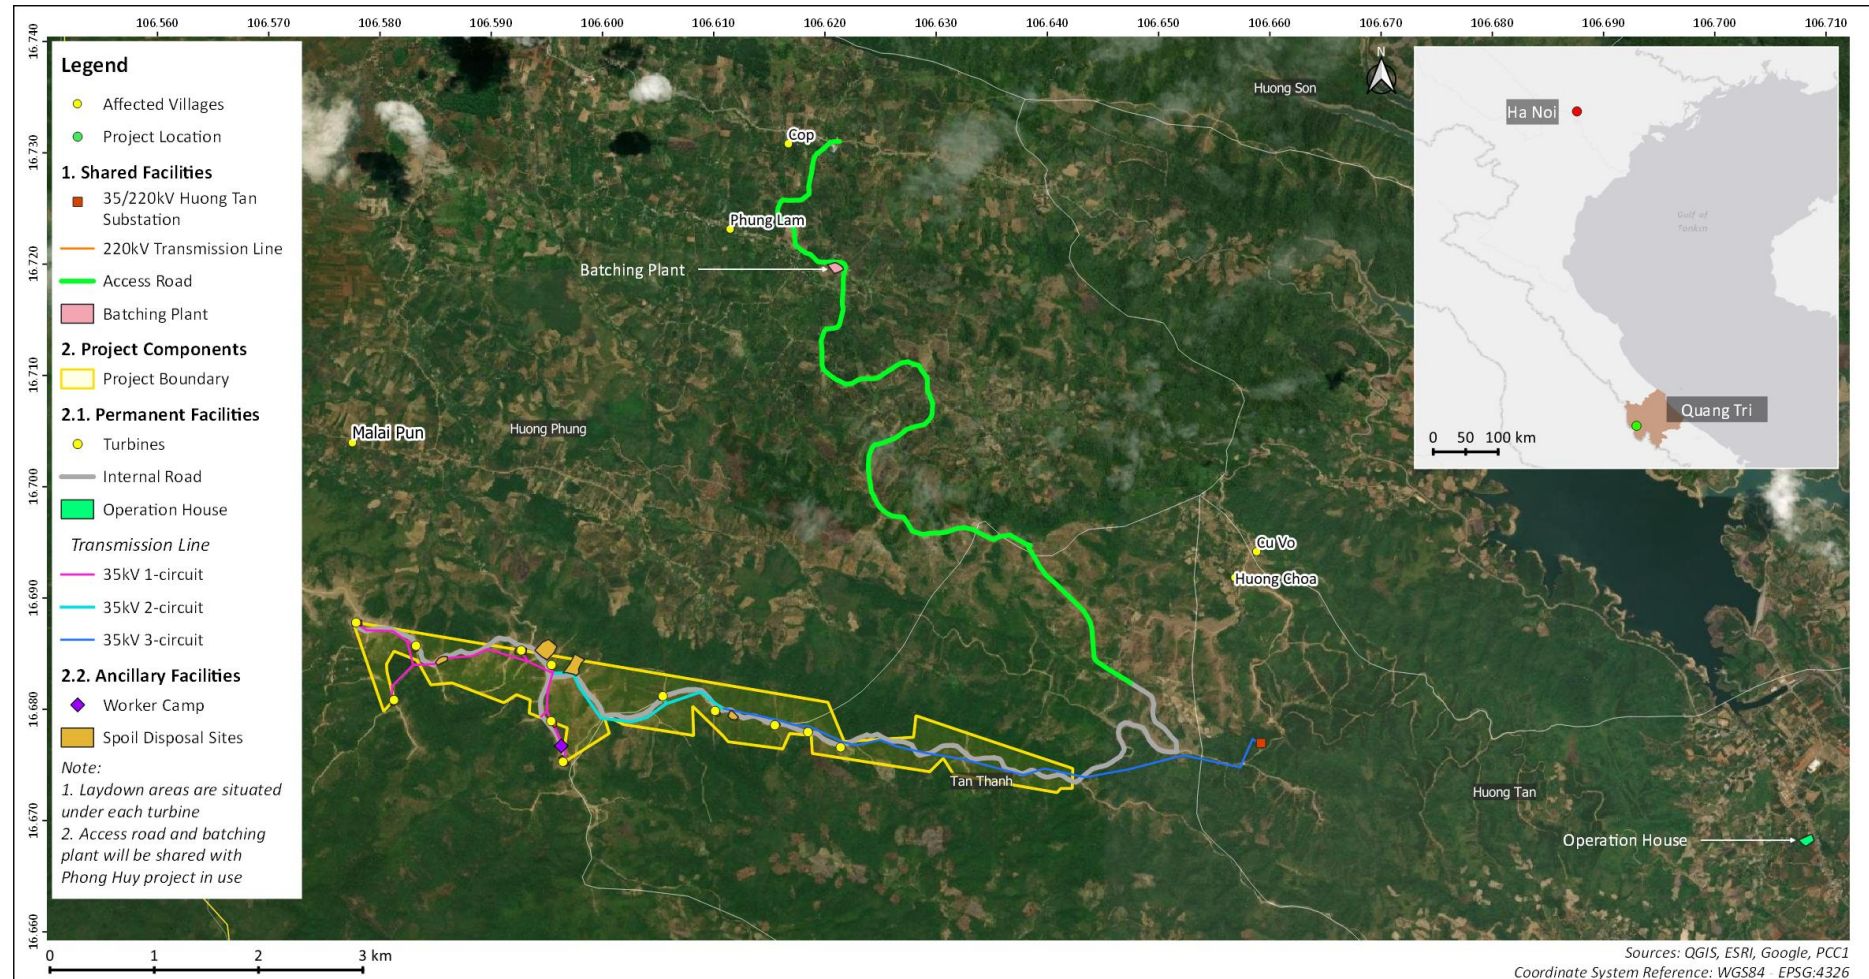 106.560 106.570 106.580 106.590 106.600 106.610 106.620 106.630 106.640 106.650 106.660 106.670 106.680 106.690 106.700 106.710
16.740
16.730
16.720
16.710
16.700
16.690
16.680
16.670
16.660
Legend
Affected Villages
Project Location
1. Shared Facilities
35/220kV Huong Tan
Substation
220kV Transmission Line
Access Road
Batching Plant
2. Project Components
Project Boundary
2.1. Permanent Facilities
Turbines
Internal Road
Operation House
Transmission Line
35kV 1-circuit
35kV 2-circuit
35kV 3-circuit
2.2. Ancillary Facilities
Worker Camp
Spoil Disposal Sites
Note:
1. Laydown areas are situated
under each turbine
2. Access road and batching
plant will be shared with
Phong Huy project in use
Cop
Phung Lam
Batching Plant
Malai Pun
Huong Phung
Huong Son
Cu Vo
Huong Choa
Tan Thanh
Huong Tan
Operation House
N
Ha Noi
Gulf of
Tonkin
Quang Tri
0 50 100 km
0 1 2 3 km
Sources: QGIS, ESRI, Google, PCC1
Coordinate System Reference: WGS84 - EPSG:4326